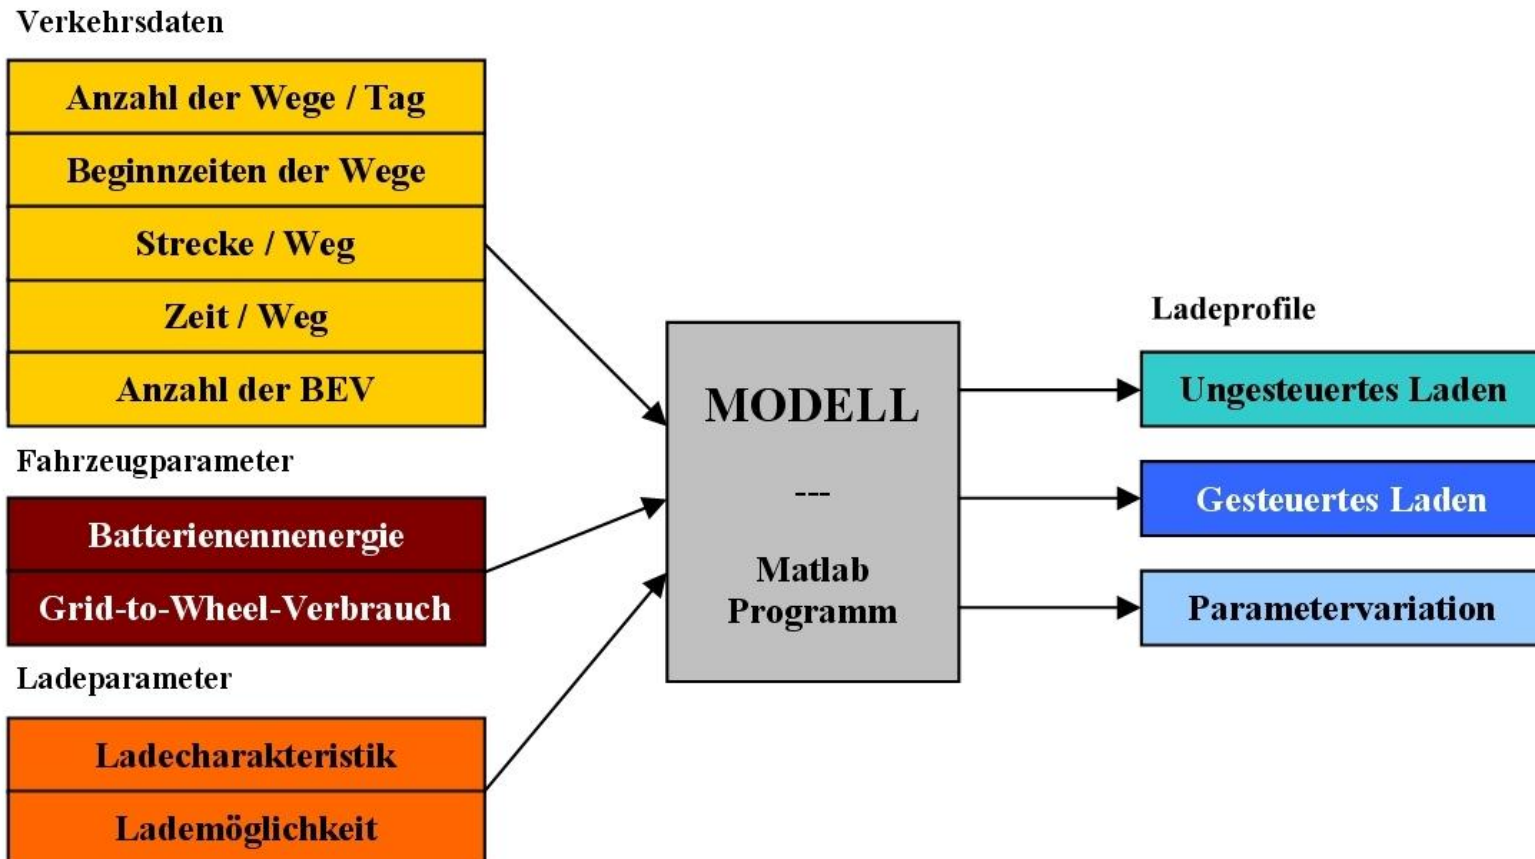 Verkehrsdaten
Anzahl der Wege / Tag
Beginnzeiten der Wege
Strecke / Weg
Zeit / Weg
Anzahl der BEV
Fahrzeugparameter
Batterienennenergie
Grid-to-Wheel-Verbrauch
Ladeparameter
Ladecharakteristik
Lademöglichkeit
MODELL
---
Matlab
Programm
Ladeprofile
Ungesteuertes Laden
Gesteuertes Laden
Parametervariation